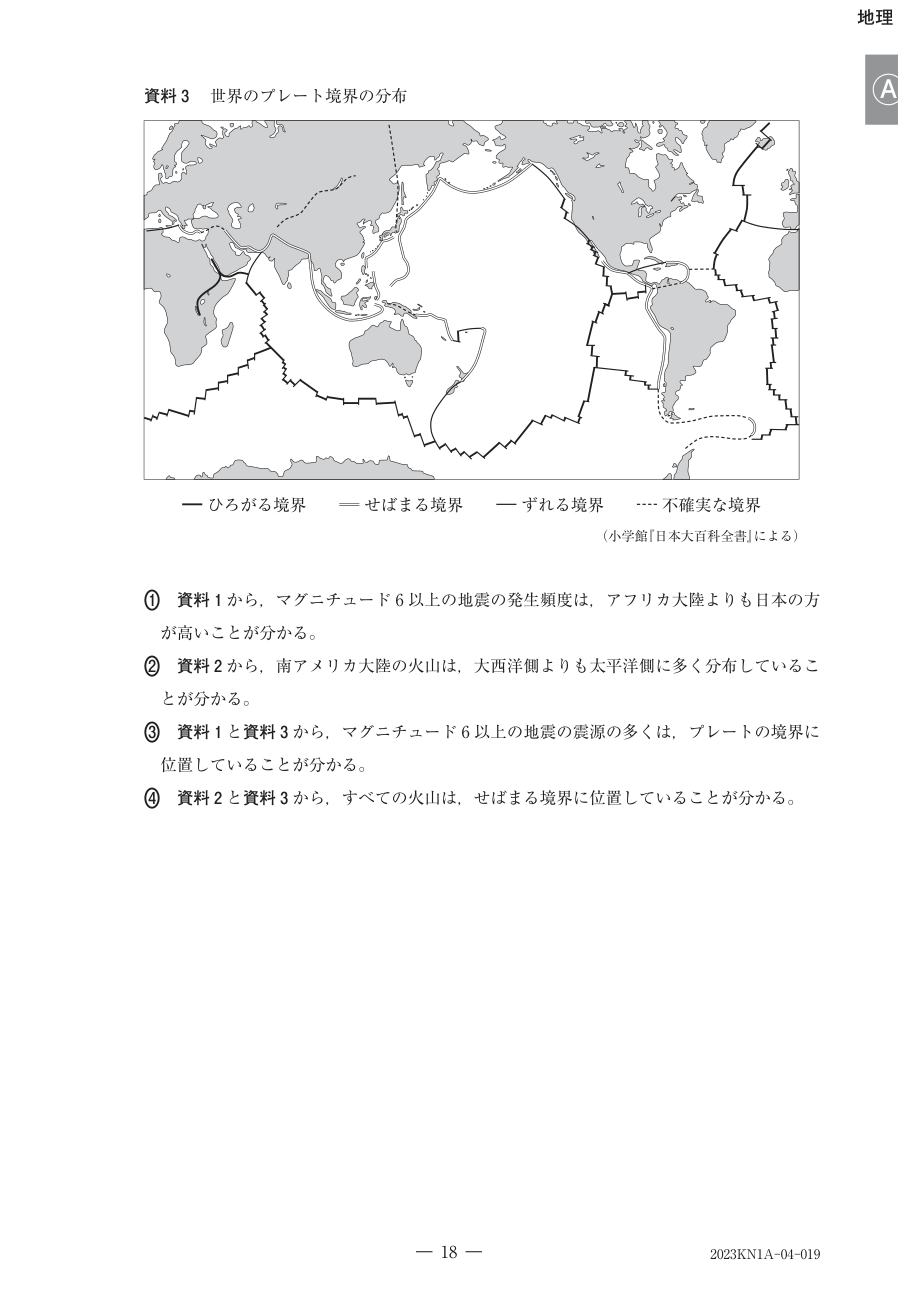 地理
A
資料3 世界のプレート境界の分布
ひろがる境界 せばまる境界 ずれる境界 不確実な境界
(小学館『日本大百科全書』による)
① 資料1から,マグニチュード6以上の地震の発生頻度は,アフリカ大陸よりも日本の方
が高いことが分かる。
② 資料2から,南アメリカ大陸の火山は,大西洋側よりも太平洋側に多く分布しているこ
とが分かる。
③ 資料1と資料3から,マグニチュード6以上の地震の震源の多くは,プレートの境界に
位置していることが分かる。
④ 資料2と資料3から,すべての火山は,せばまる境界に位置していることが分かる。
― 18 ―
2023KN1A-04-019